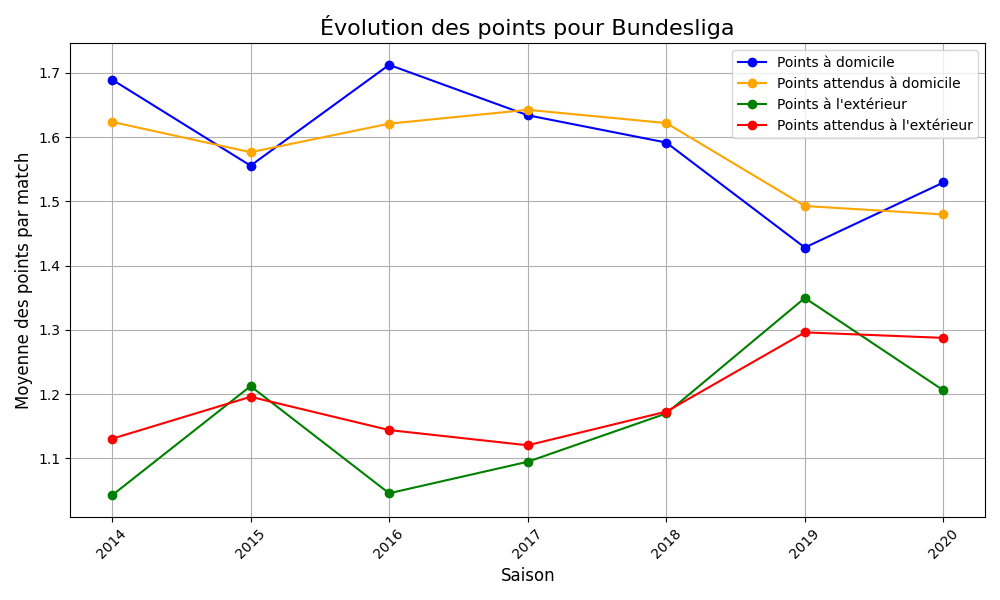 Évolution des points pour Bundesliga
Points à domicile
Points attendus à domicile
Points à l'extérieur
Points attendus à l'extérieur
Moyenne des points par match
1.7
1.6
1.5
1.4
1.3
1.2
1.1
2014
2015
2016
2017
2018
2019
2020
Saison